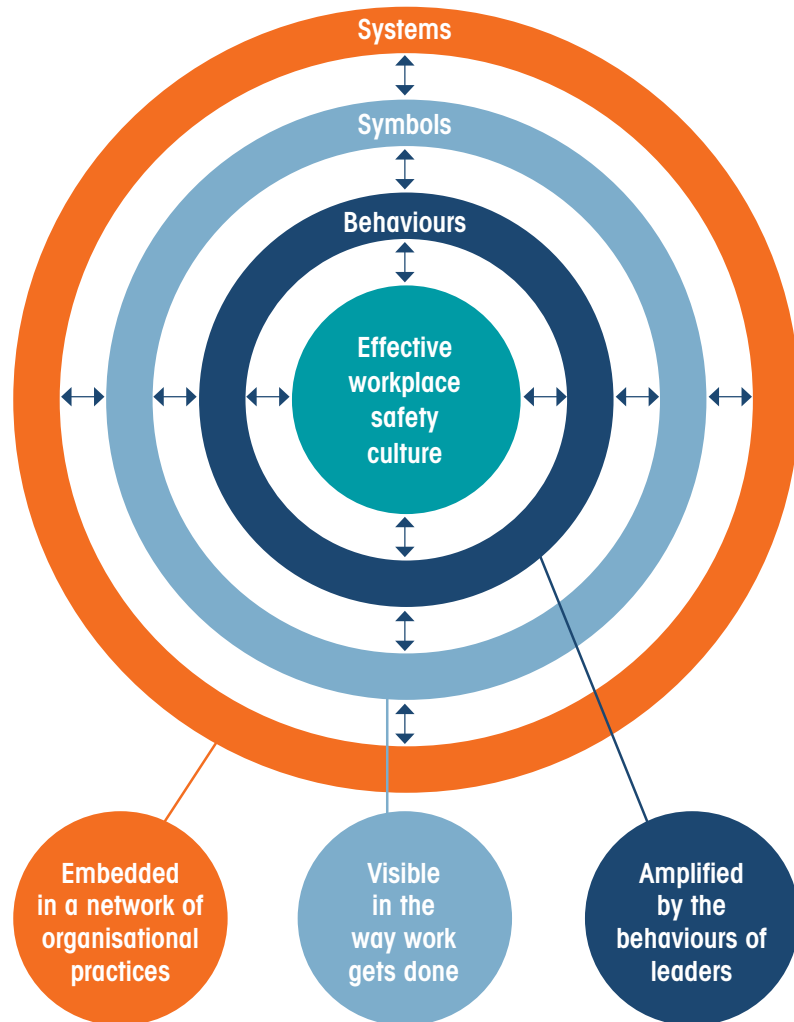 Systems
Symbols
Behaviours
Effective
workplace
safety
culture
Embedded
in a network of
organisational
practices
Visible
in the
way work
gets done
Amplified
by the
behaviours of
leaders